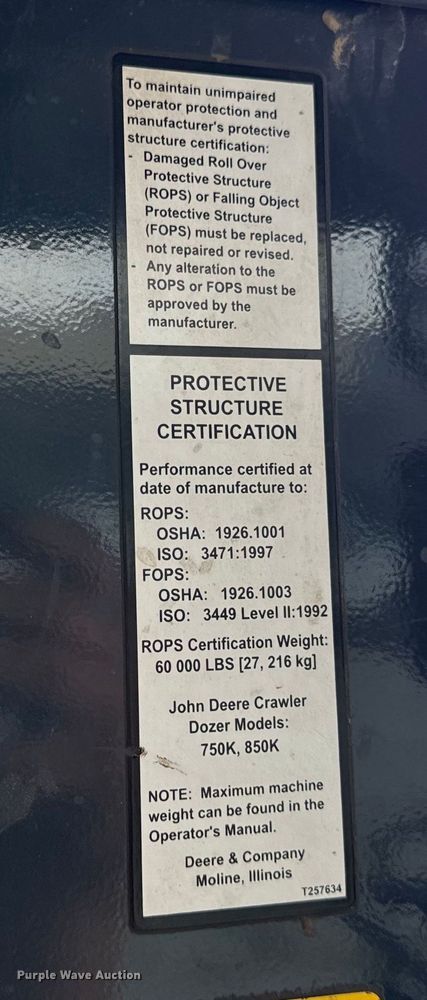 To maintain unimpaired
operator protection and
manufacturer's protective
structure certification:
- Damaged Roll Over
Protective Structure
(ROPS) or Falling Object
Protective Structure
(FOPS) must be replaced,
not repaired or revised.
- Any alteration to the
ROPS or FOPS must be
approved by the
manufacturer.
PROTECTIVE
STRUCTURE
CERTIFICATION
Performance certified at
date of manufacture to:
ROPS:
OSHA: 1926.1001
ISO: 3471:1997
FOPS:
OSHA: 1926.1003
ISO: 3449 Level II:1992
ROPS Certification Weight:
60 000 LBS [27, 216 kg]
John Deere Crawler
Dozer Models:
750K, 850K
NOTE: Maximum machine
weight can be found in the
Operator's Manual.
Deere & Company
Moline, Illinois
T257634
Purple Wave Auction